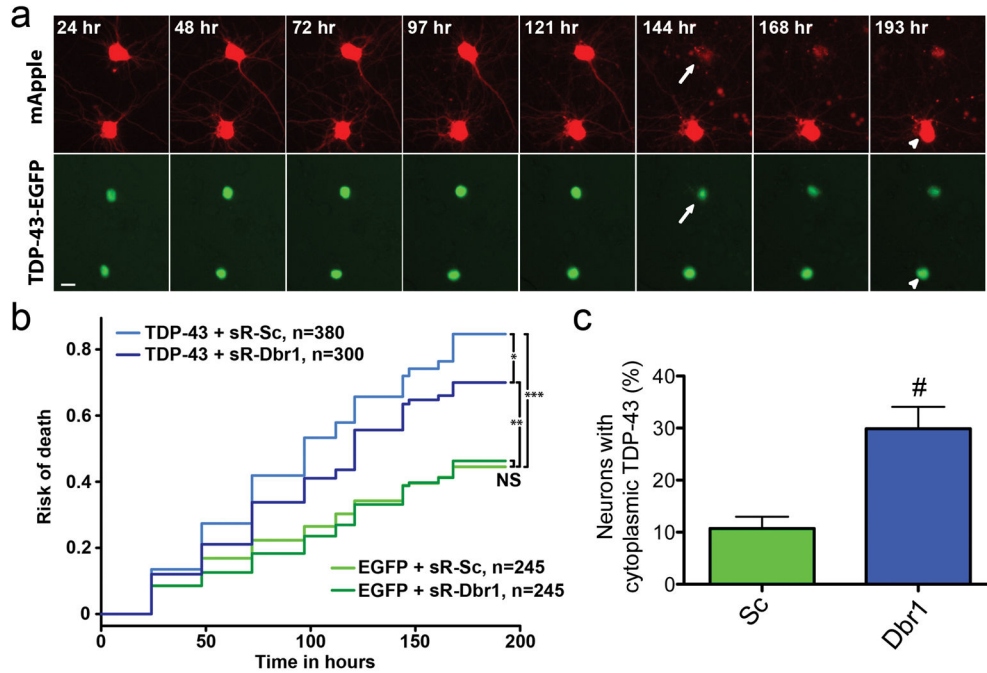 a
24 hr 48 hr 72 hr 97 hr 121 hr 144 hr 168 hr 193 hr
mApple
TDP-43-EGFP
b
TDP-43 + sR-Sc, n=380
TDP-43 + sR-Dbr1, n=300
0.8
0.6
0.4
0.2
0
Risk of death
*
***
**
NS
EGFP + sR-Sc, n=245
EGFP + sR-Dbr1, n=245
0 50 100 150 200
Time in hours
c
Neurons with
cytoplasmic TDP-43 (%)
40
30
20
10
0
#
Sc Dbr1